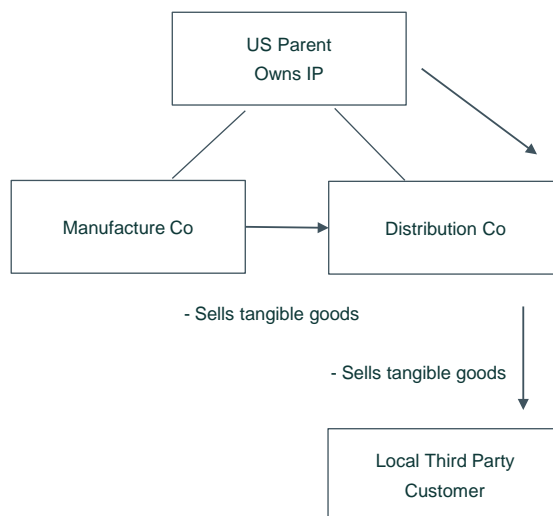 US Parent
Owns IP
Manufacture Co
Distribution Co
- Sells tangible goods
- Sells tangible goods
Local Third Party
Customer